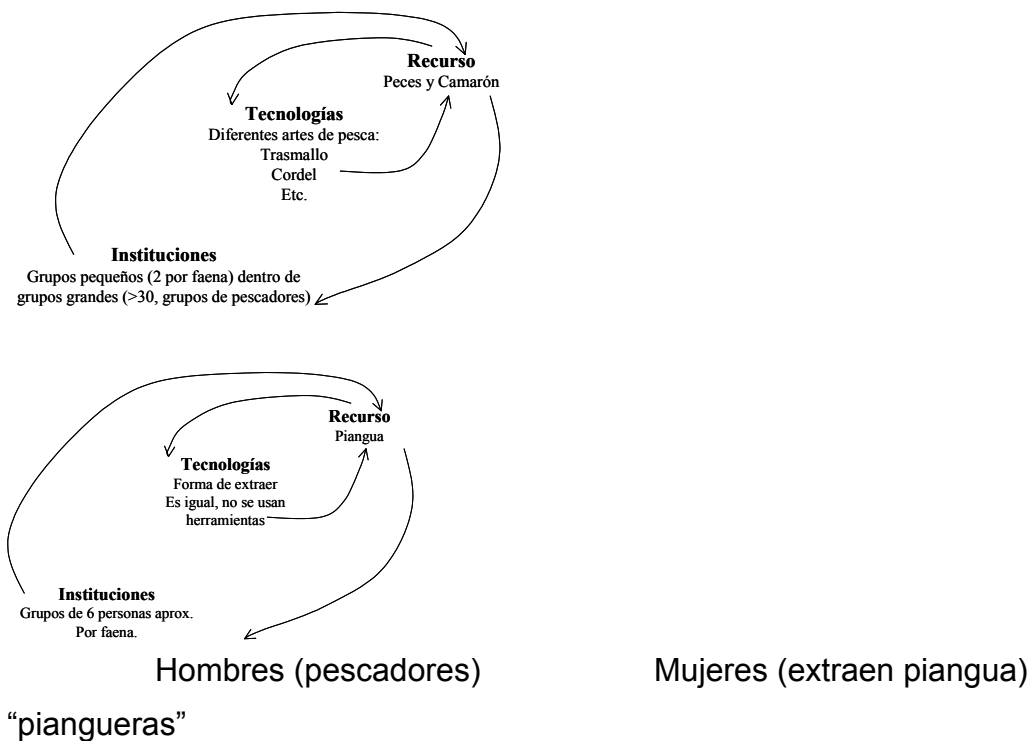 Recurso
Peces y Camarón
Tecnologías
Diferentes artes de pesca:
Trasmallo
Cordel
Etc.
Instituciones
Grupos pequeños (2 por faena) dentro de
grupos grandes (>30, grupos de pescadores)
Recurso
Piangua
Tecnologías
Forma de extraer
Es igual, no se usan
herramientas
Instituciones
Grupos de 6 personas aprox.
Por faena.
Hombres (pescadores) Mujeres (extraen piangua)
“piangueras”